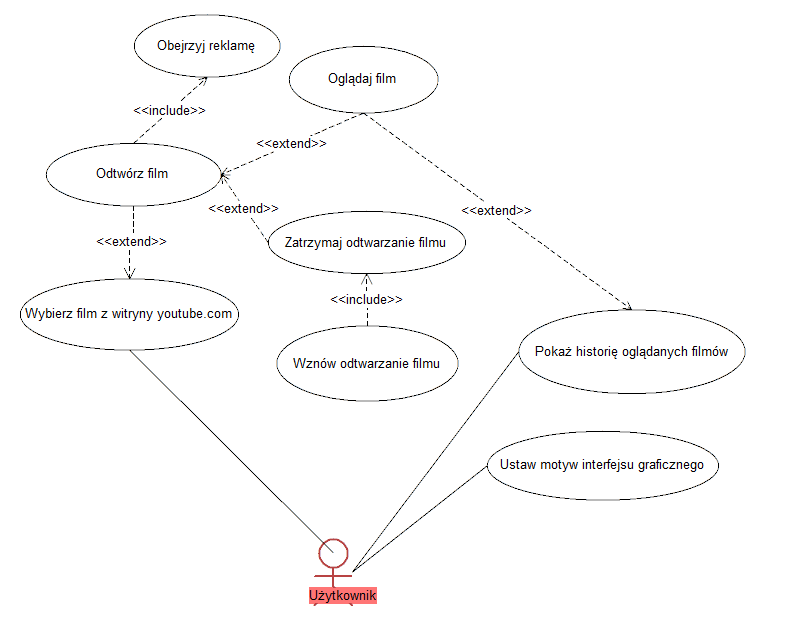 Obejrzyj reklamę
Oglądaj film
<<include>>
<<extend>>
Odtwórz film
<<extend>>
<<extend>>
<<extend>>
Zatrzymaj odtwarzanie filmu
<<include>>
Wybierz film z witryny youtube.com
Pokaż historię oglądanych filmów
Wznów odtwarzanie filmu
Ustaw motyw interfejsu graficznego
Użytkownik